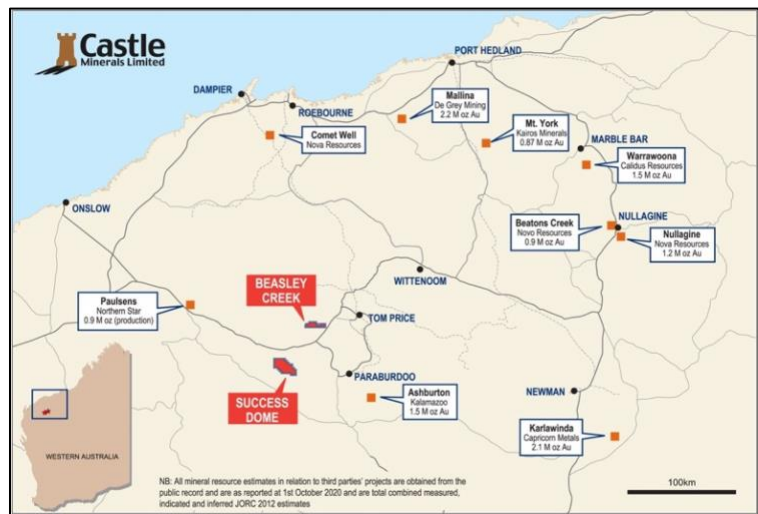 Castle
Minerals Limited
PORT HEDLAND
DAMPIER
ROEBOURNE
Mallina
De Grey Mining
2.2 M oz Au
Comet Well
Nova Resources
Mt. York
Kairos Minerals
0.87 M oz Au
MARBLE BAR
Warrawoona
Calidus Resources
1.5 M oz Au
ONSLOW
Beatons Creek
Novo Resources
0.9 M oz Au
NULLAGINE
Nullagine
Nova Resources
1.2 M oz Au
WITTENOOM
BEASLEY
CREEK
Paulsens
Northern Star
0.9 M oz (production)
TOM PRICE
PARABURDOO
SUCCESS
DOME
Ashburton
Kalamazoo
1.5 M oz Au
NEWMAN
Karlawinda
Capricorn Metals
2.1 M oz Au
WESTERN AUSTRALIA
NB: All mineral resource estimates in relation to third parties' projects are obtained from the
public record and are as reported at 1st October 2020 and are total combined measured,
indicated and inferred JORC 2012 estimates
100km